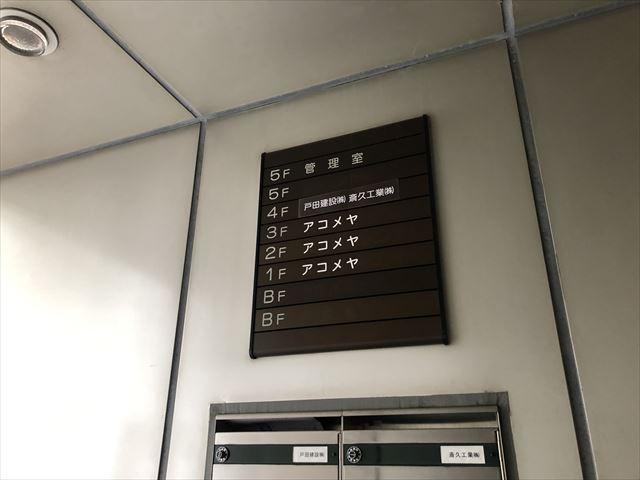 5F 管理室
5F
4F 戸田建設㈱ 斎久工業㈱
3F アコメヤ
2F アコメヤ
1F アコメヤ
BF
BF
戸田建設㈱ 斎久工業㈱